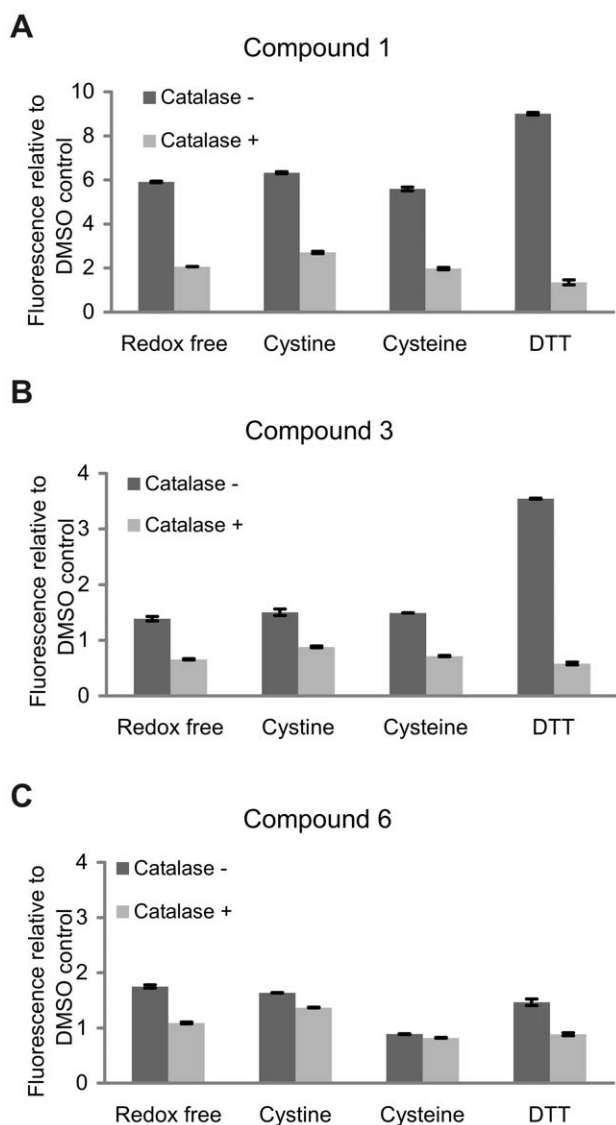 A
Compound 1
Fluorescence relative to
DMSO control
10
8
6
4
2
0
Catalase -
Catalase +
Redox free Cystine Cysteine DTT
B
Compound 3
Fluorescence relative to
DMSO control
4
3
2
1
0
Catalase -
Catalase +
Redox free Cystine Cysteine DTT
C
Compound 6
Fluorescence relative to
DMSO control
4
3
2
1
0
Catalase -
Catalase +
Redox free Cystine Cysteine DTT